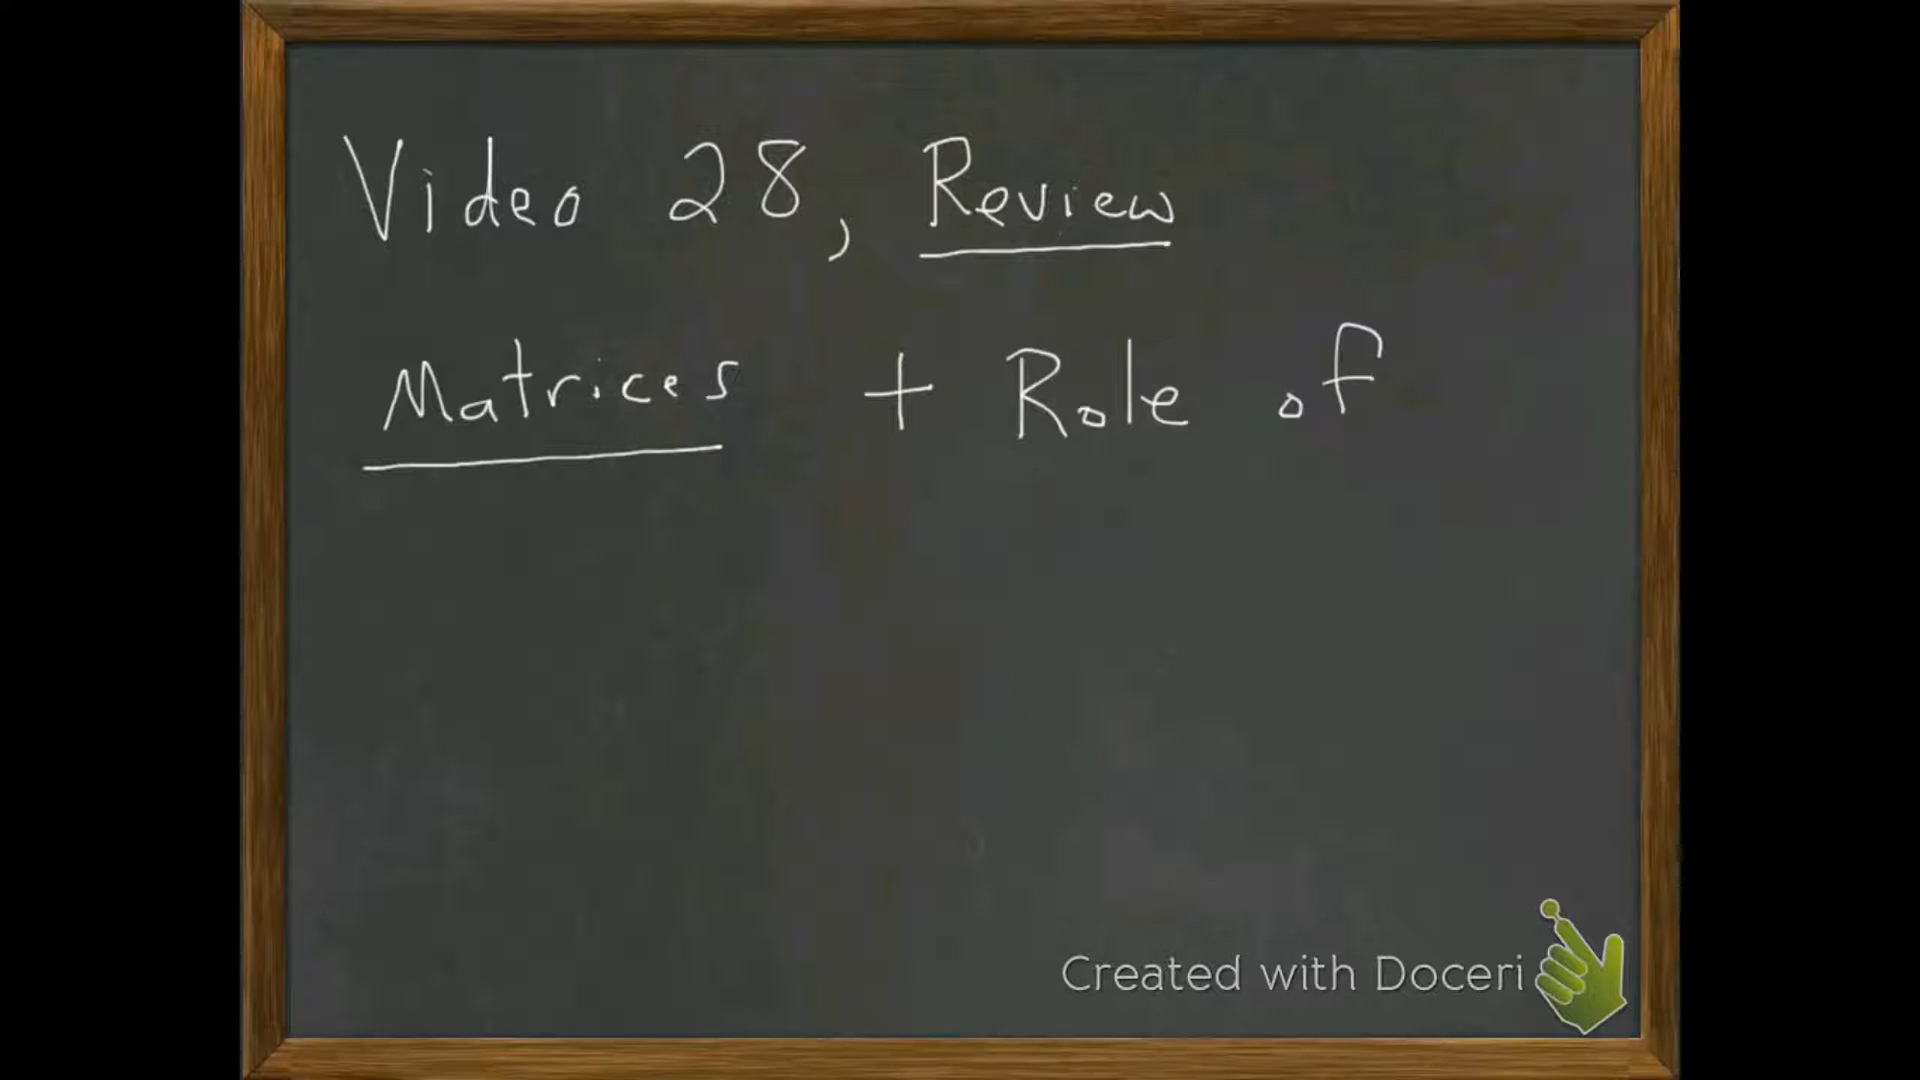 Video 28, Review
Matrices + Role of
Created with Doceri